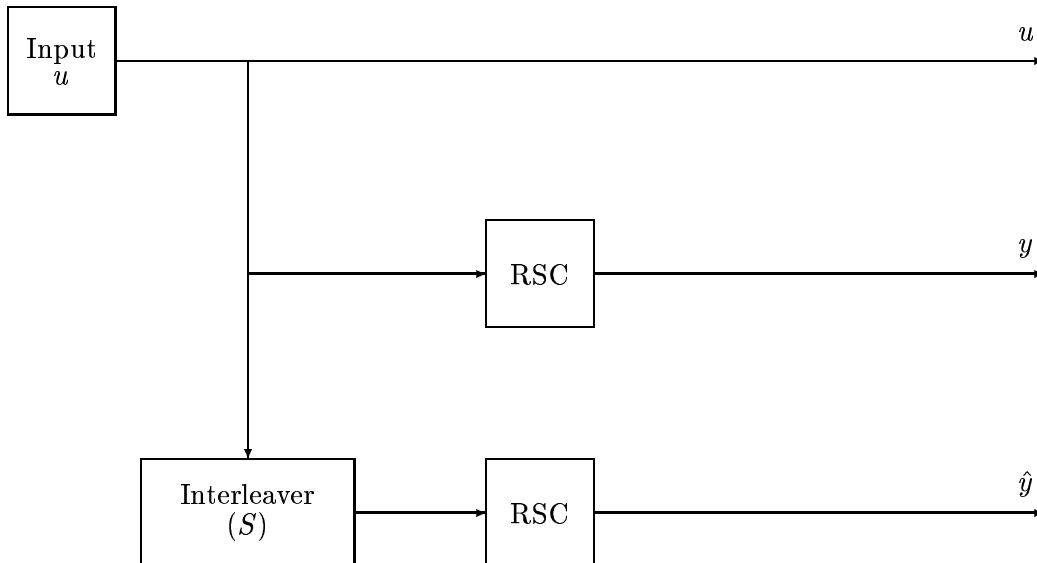 Input
u
u
RSC
y
Interleaver
(S)
RSC
ŷ